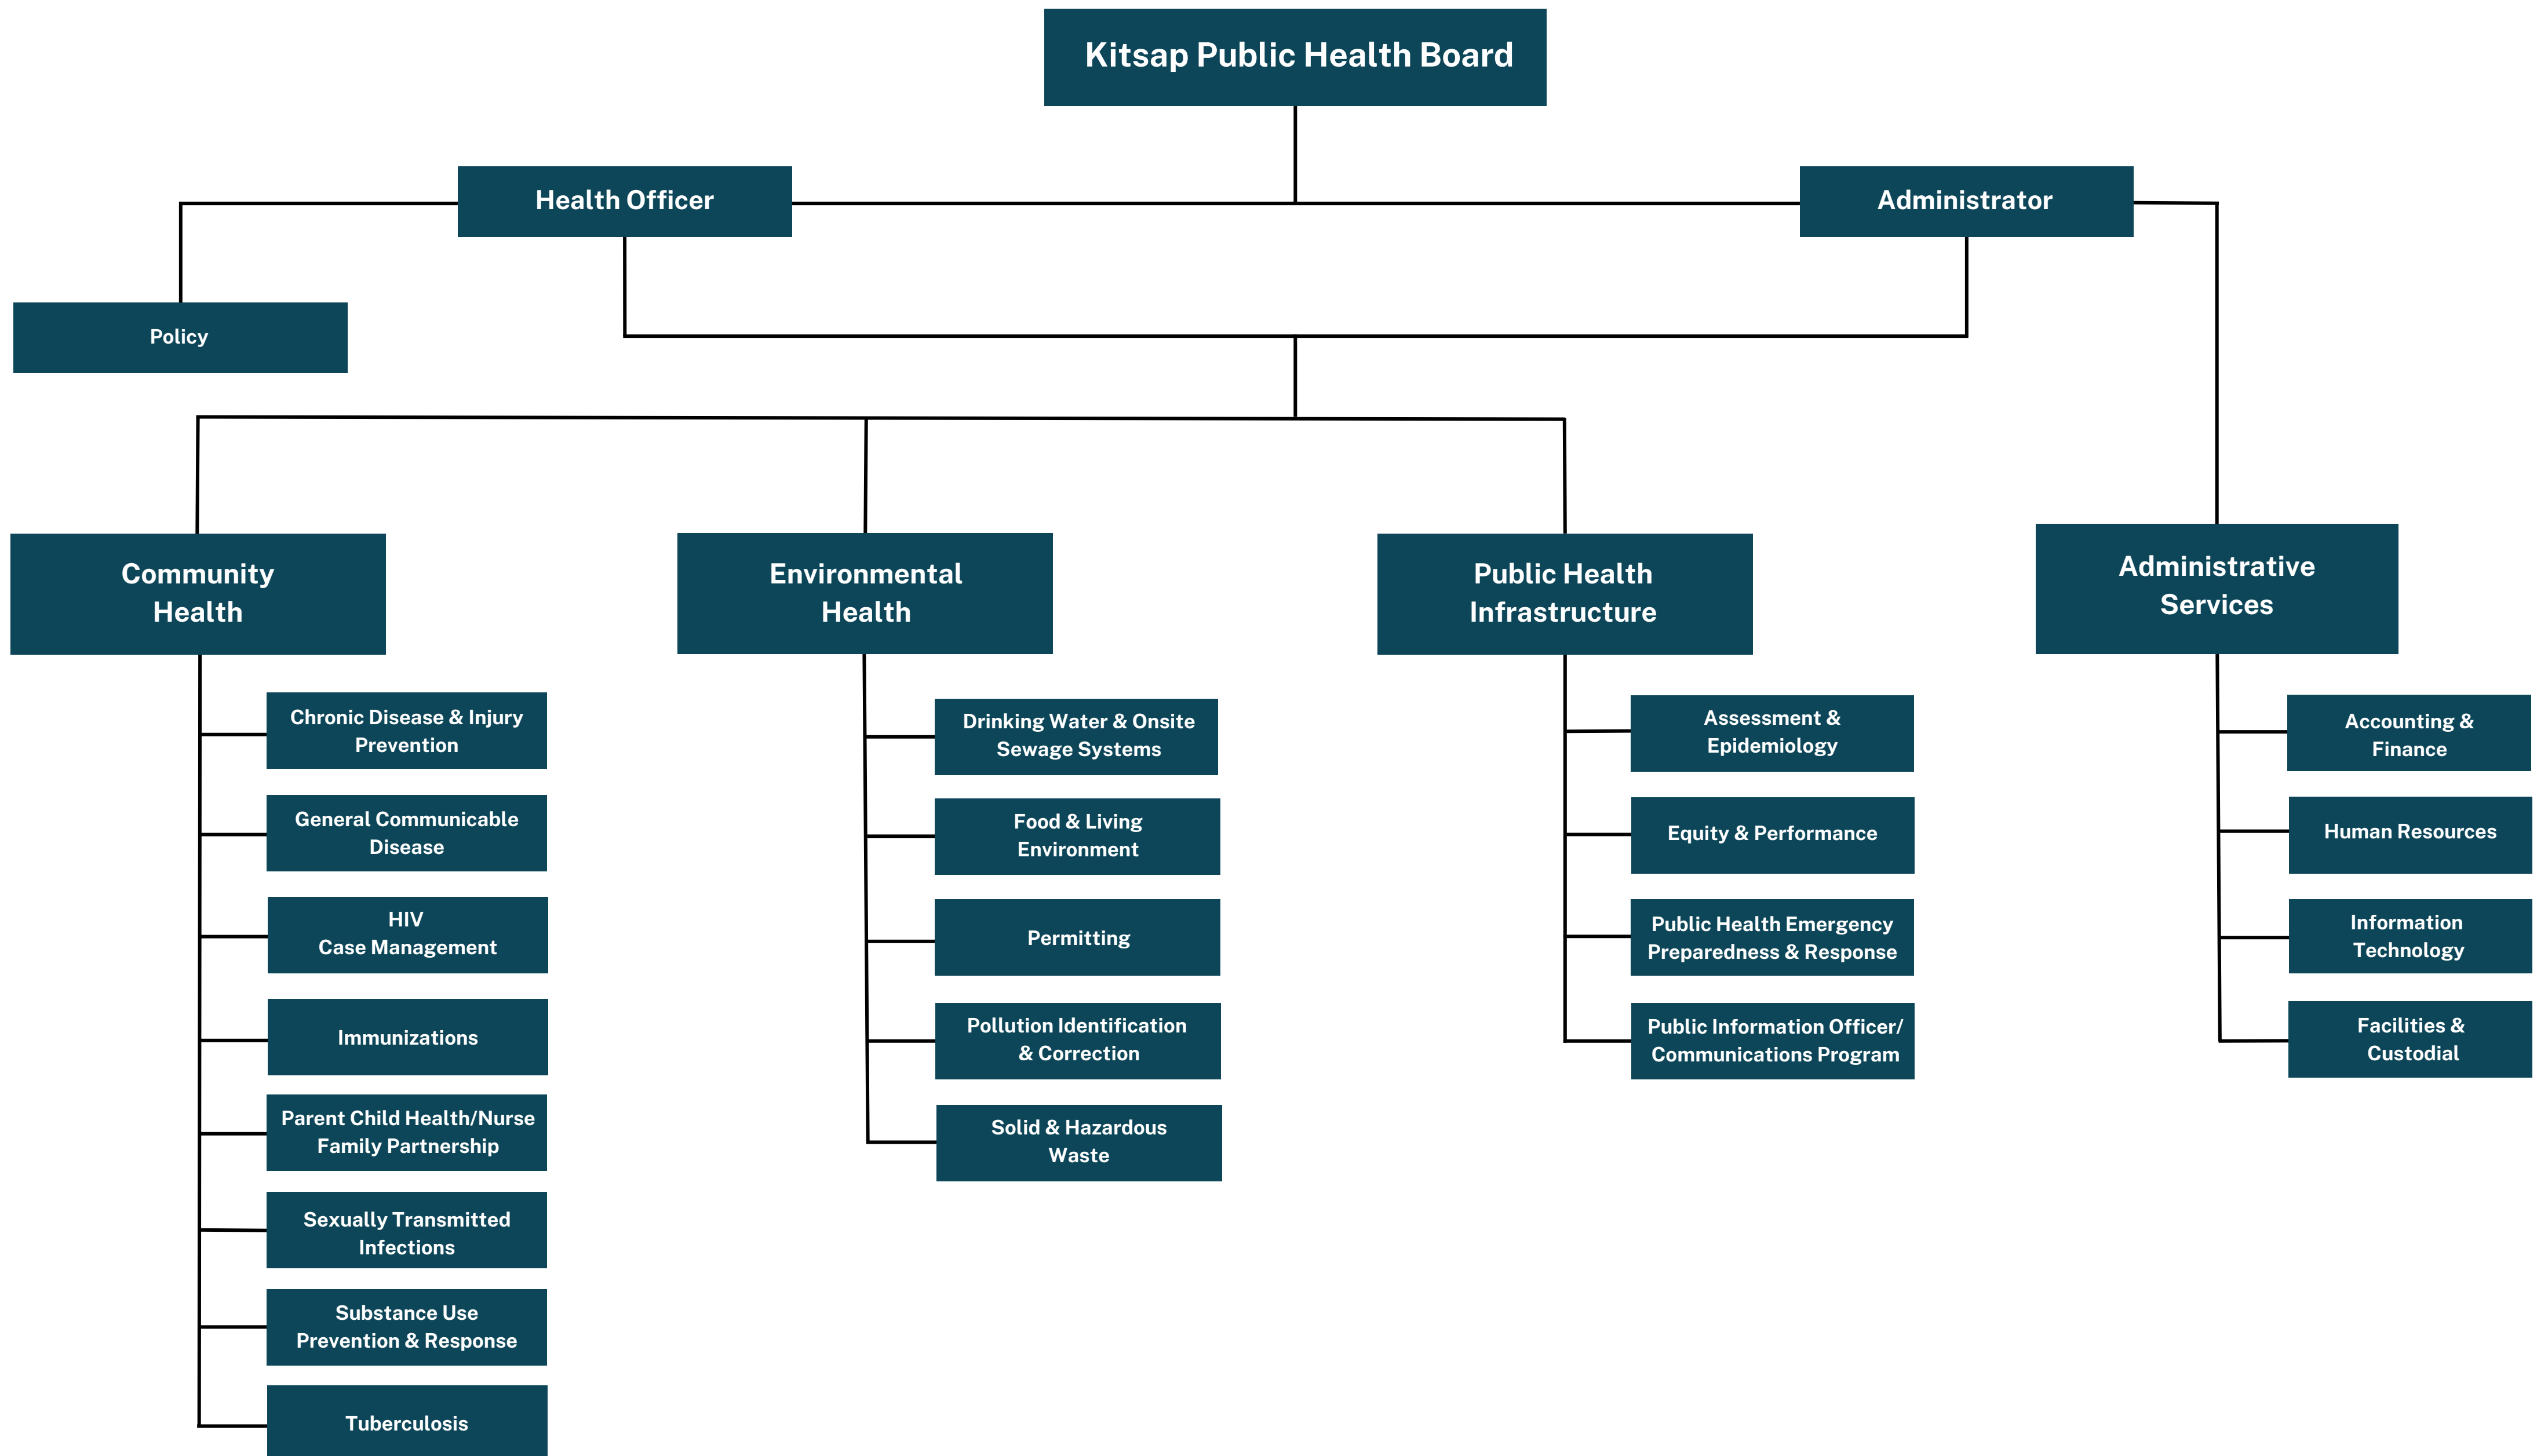 Kitsap Public Health Board
Health Officer
Administrator
Policy
Community
Health
Environmental
Health
Public Health
Infrastructure
Administrative
Services
Chronic Disease & Injury
Prevention
General Communicable
Disease
HIV
Case Management
Immunizations
Parent Child Health/Nurse
Family Partnership
Sexually Transmitted
Infections
Substance Use
Prevention & Response
Tuberculosis
Drinking Water & Onsite
Sewage Systems
Food & Living
Environment
Permitting
Pollution Identification
& Correction
Solid & Hazardous
Waste
Assessment &
Epidemiology
Equity & Performance
Public Health Emergency
Preparedness & Response
Public Information Officer/
Communications Program
Accounting &
Finance
Human Resources
Information
Technology
Facilities &
Custodial